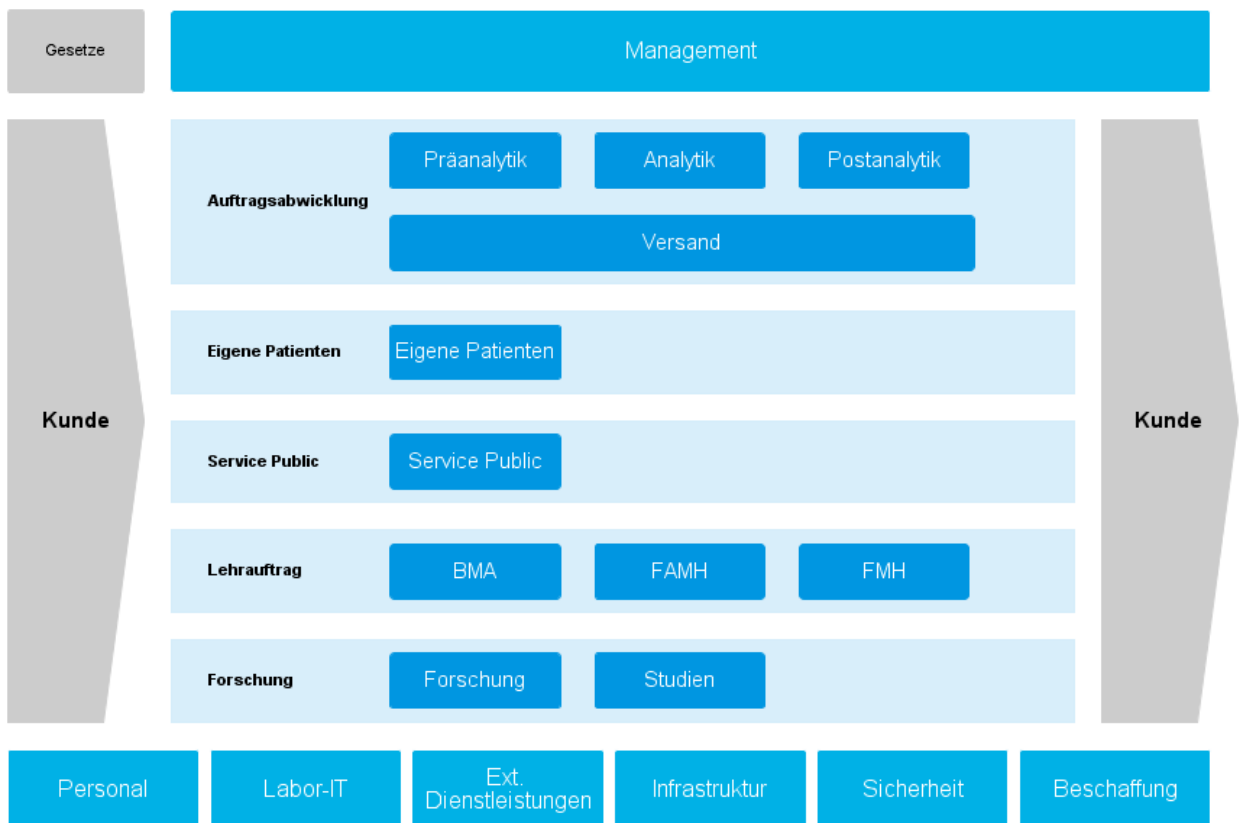 Gesetze
Management
Kunde
Auftragsabwicklung
Präanalytik
Analytik
Postanalytik
Versand
Eigene Patienten
Eigene Patienten
Service Public
Service Public
Lehrauftrag
BMA
FAMH
FMH
Forschung
Forschung
Studien
Kunde
Personal
Labor-IT
Ext.
Dienstleistungen
Infrastruktur
Sicherheit
Beschaffung